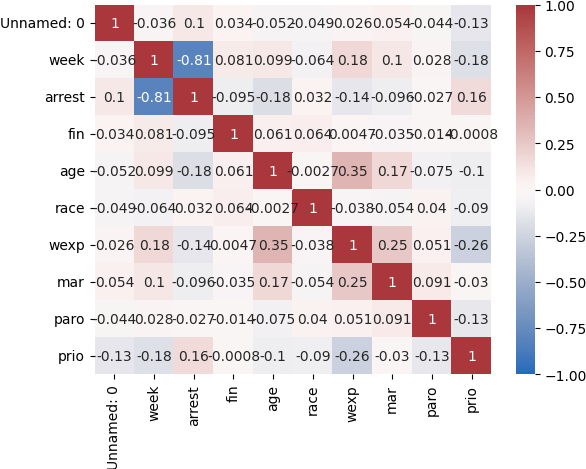 Unnamed: 0 1 -0.036 0.1 0.034 -0.052 -0.049 0.026 0.054 -0.044 -0.13
week -0.036 1 -0.81 0.081 0.099 -0.064 0.18 0.1 0.028 -0.18
arrest 0.1 -0.81 1 -0.095 -0.18 0.032 -0.14 -0.096 -0.027 0.16
fin 0.034 0.081 -0.095 1 0.061 0.064 0.0047 -0.035 -0.014 -0.0008
age -0.052 0.099 -0.18 0.061 1 -0.0027 0.35 0.17 -0.075 -0.1
race -0.049 -0.064 0.032 0.064 -0.0027 1 -0.038 -0.054 0.04 -0.09
wexp 0.026 0.18 -0.14 0.0047 0.35 -0.038 1 0.25 0.051 -0.26
mar 0.054 0.1 -0.096 -0.035 0.17 -0.054 0.25 1 0.091 -0.03
paro -0.044 0.028 -0.027 -0.014 -0.075 0.04 0.051 0.091 1 -0.13
prio -0.13 -0.18 0.16 -0.0008 -0.1 -0.09 -0.26 -0.03 -0.13 1
Unnamed: 0
week
arrest
fin
age
race
wexp
mar
paro
prio
1.00
0.75
0.50
0.25
0.00
−0.25
−0.50
−0.75
−1.00